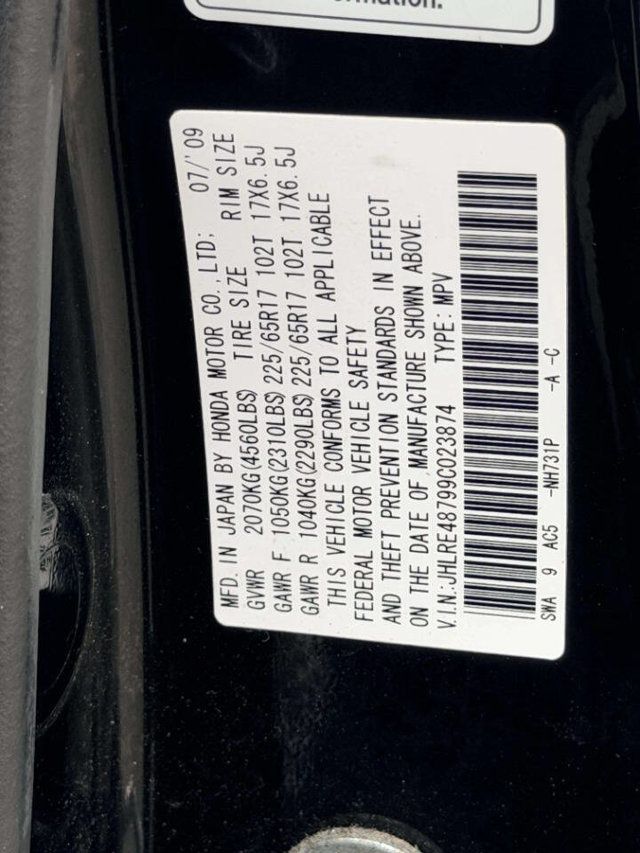 formation.
MFD. IN JAPAN BY HONDA MOTOR CO., LTD; 07/'09
GVWR 2070KG(4560LBS) TIRE SIZE RIM SIZE
GAWR F 1050KG(2310LBS)225/65R17 102T 17X6.5J
GAWR R 1040KG(2290LBS)225/65R17 102T 17X6.5J
THIS VEHICLE CONFORMS TO ALL APPLICABLE
FEDERAL MOTOR VEHICLE SAFETY
AND THEFT PREVENTION STANDARDS IN EFFECT
ON THE DATE OF MANUFACTURE SHOWN ABOVE.
V.I.N.:JHLRE48799C023874 TYPE:MPV
SWA 9 AC5 -NH731P -A -C